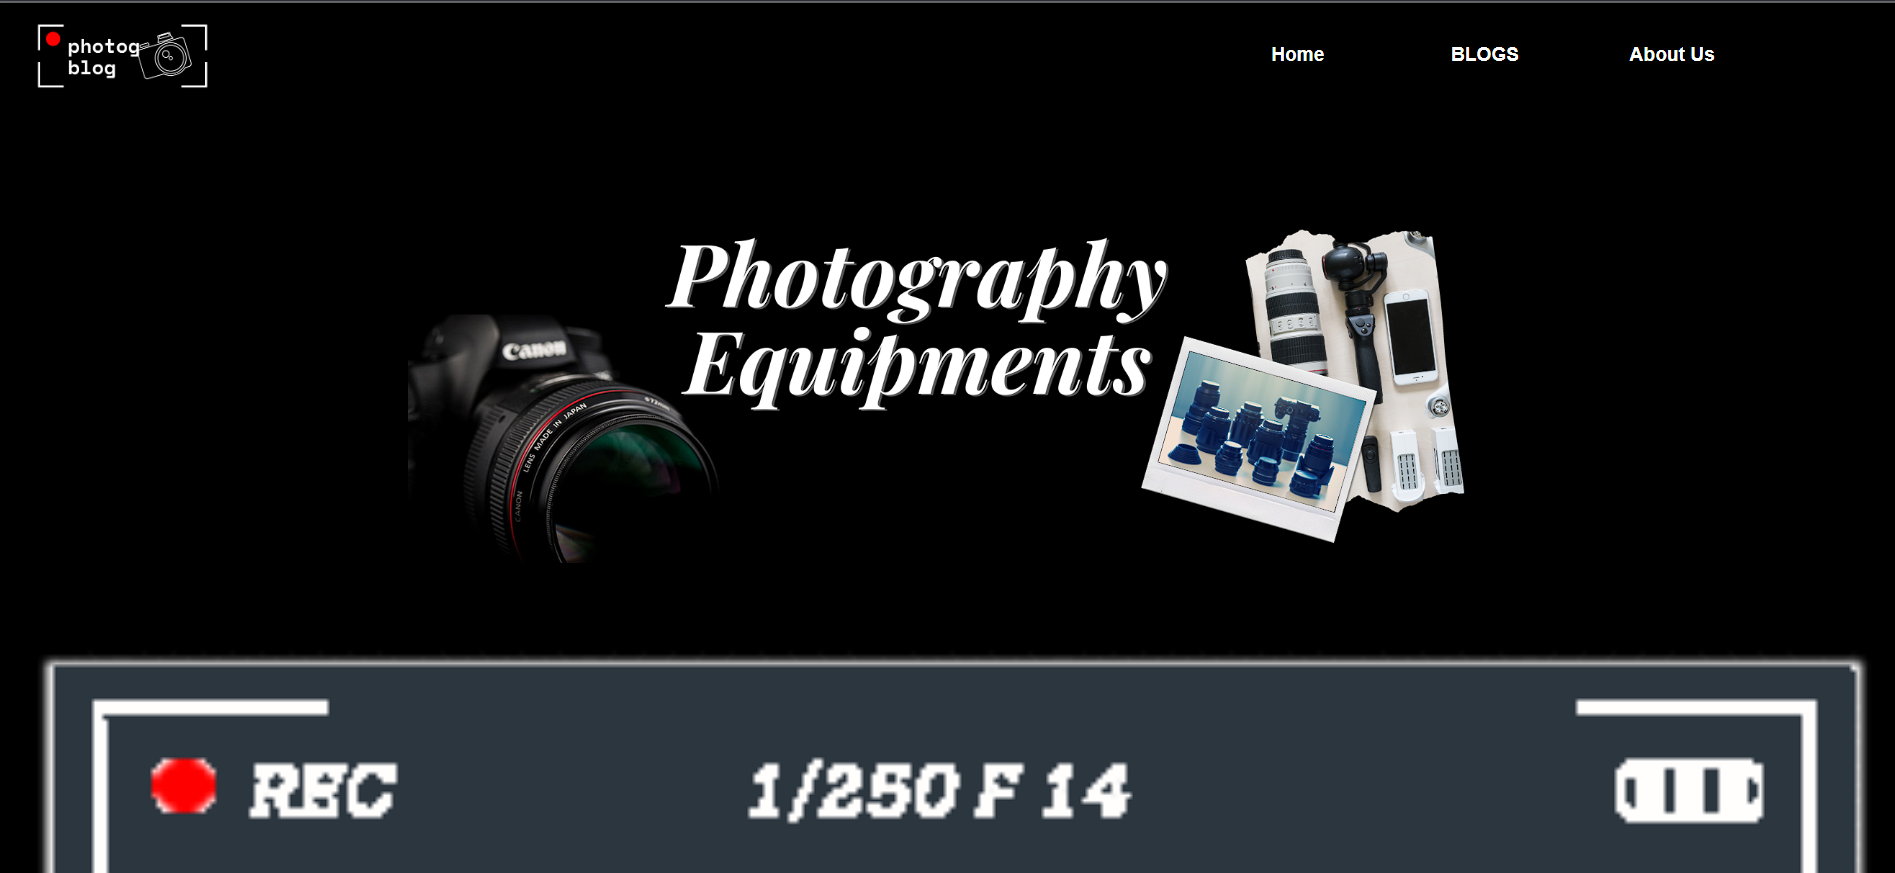 photog
blog
Home
BLOGS
About Us
Photography
Equipments
Canon
LENS MADE IN JAPAN
CANON
REC
1/250 F 14